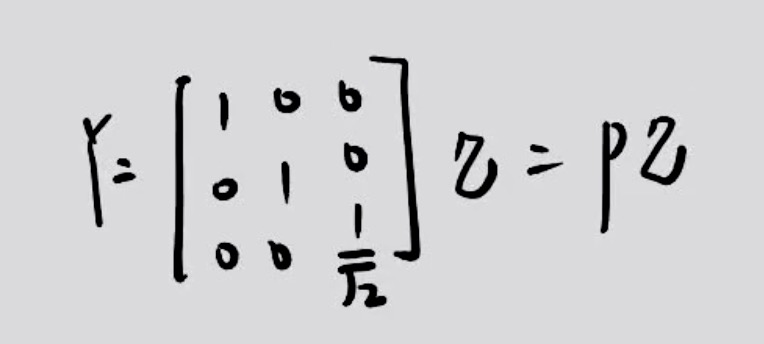 Y = [1 0 0; 0 1 0; 0 0 1/√2] Z = PZ